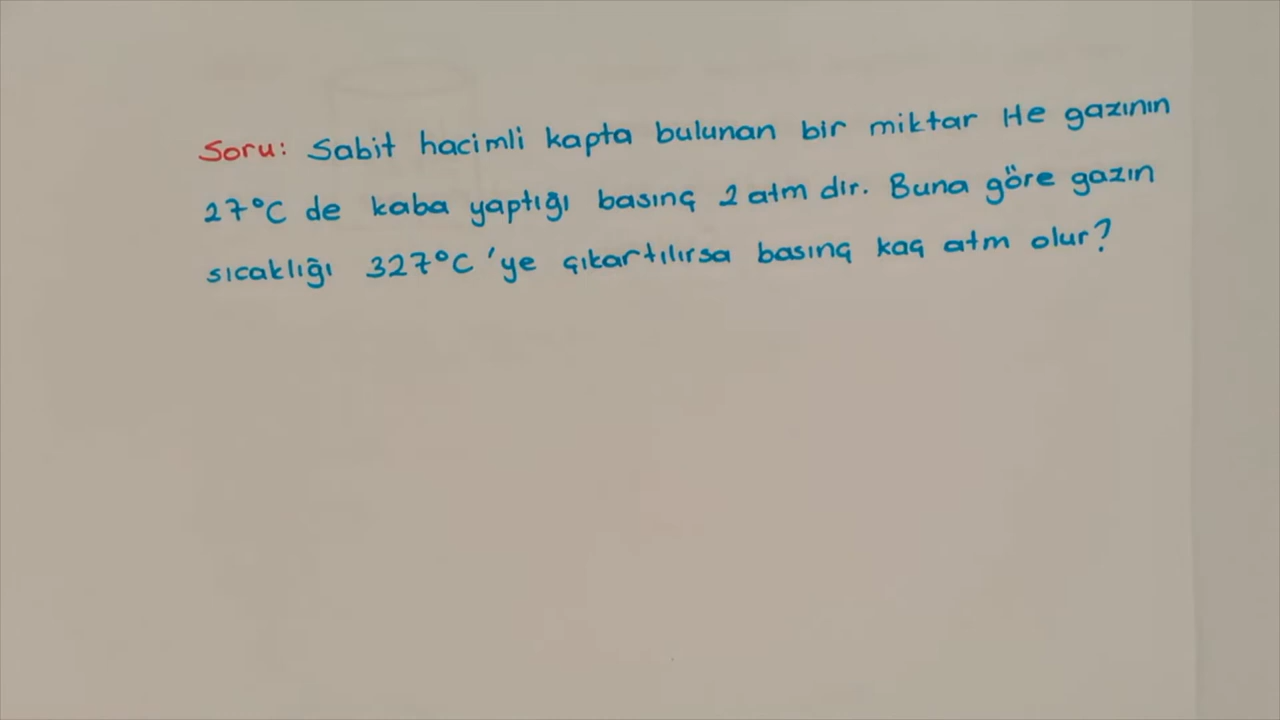 Soru: Sabit hacimli kapta bulunan bir miktar He gazının
27°C de kaba yaptığı basınç 2 atm dir. Buna göre gazın
sıcaklığı 327°C'ye çıkartılırsa basınç kaç atm olur?